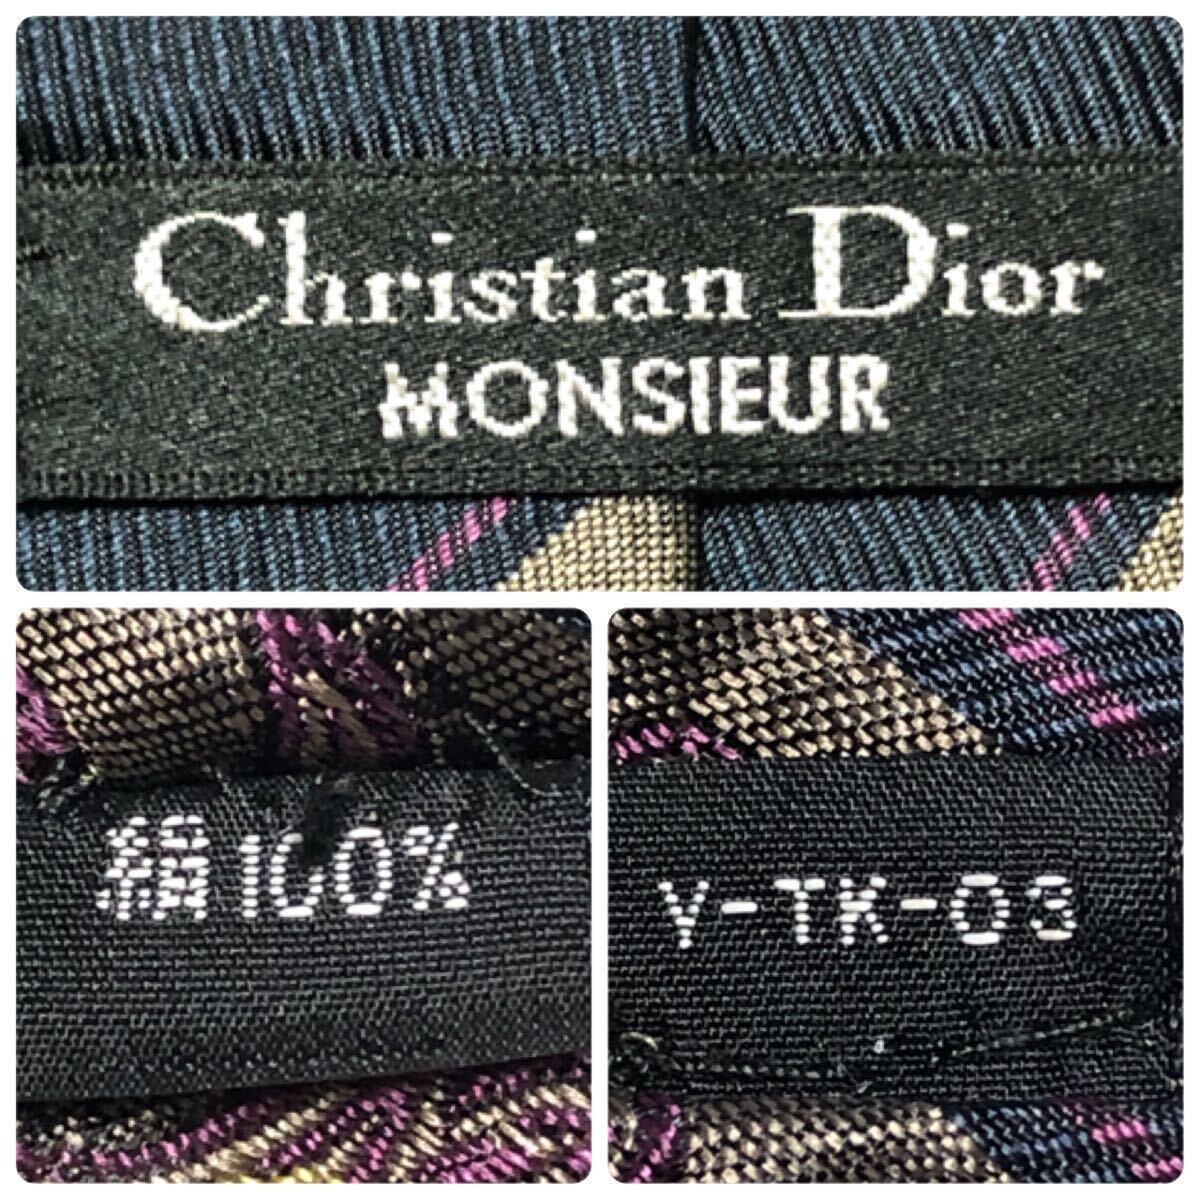 Christian Dior
MONSIEUR
絹100%
Y-TK-03